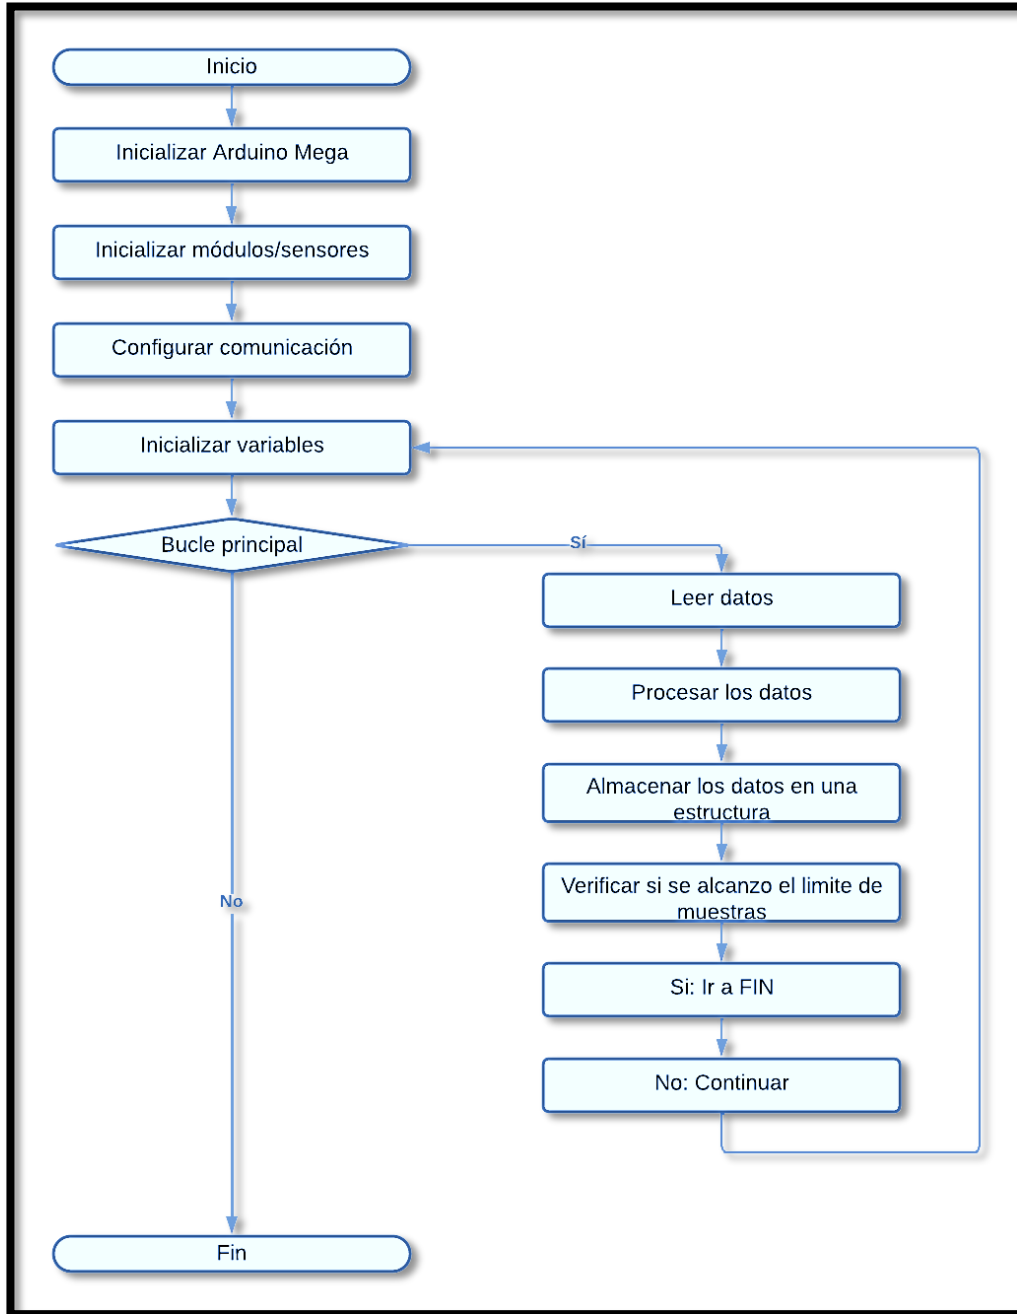 Inicio
Inicializar Arduino Mega
Inicializar módulos/sensores
Configurar comunicación
Inicializar variables
Bucle principal
Sí
Leer datos
Procesar los datos
Almacenar los datos en una
estructura
Verificar si se alcanzo el limite de
muestras
No
Si: Ir a FIN
No: Continuar
Fin